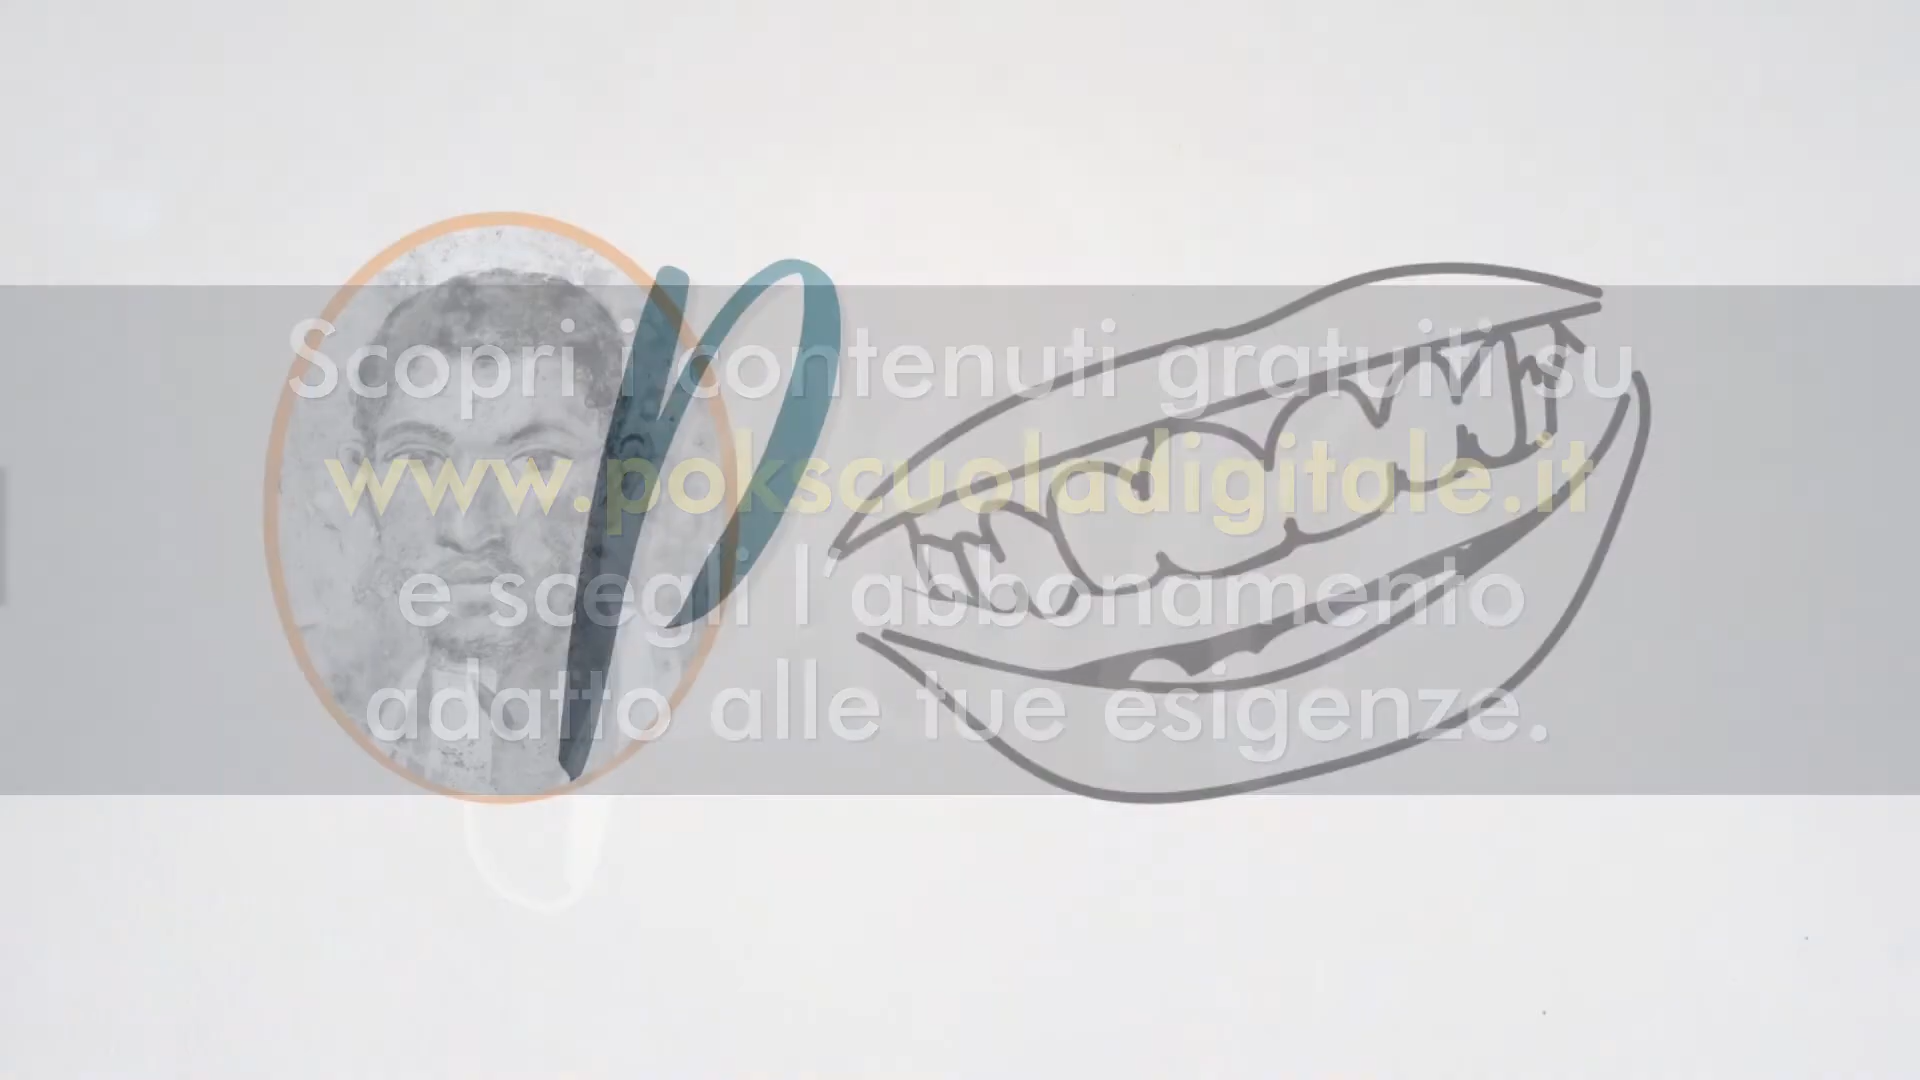 Scopri i contenuti gratuiti su
www.pokscuoladigitale.it
e scegli l'abbonamento
adatto alle tue esigenze.